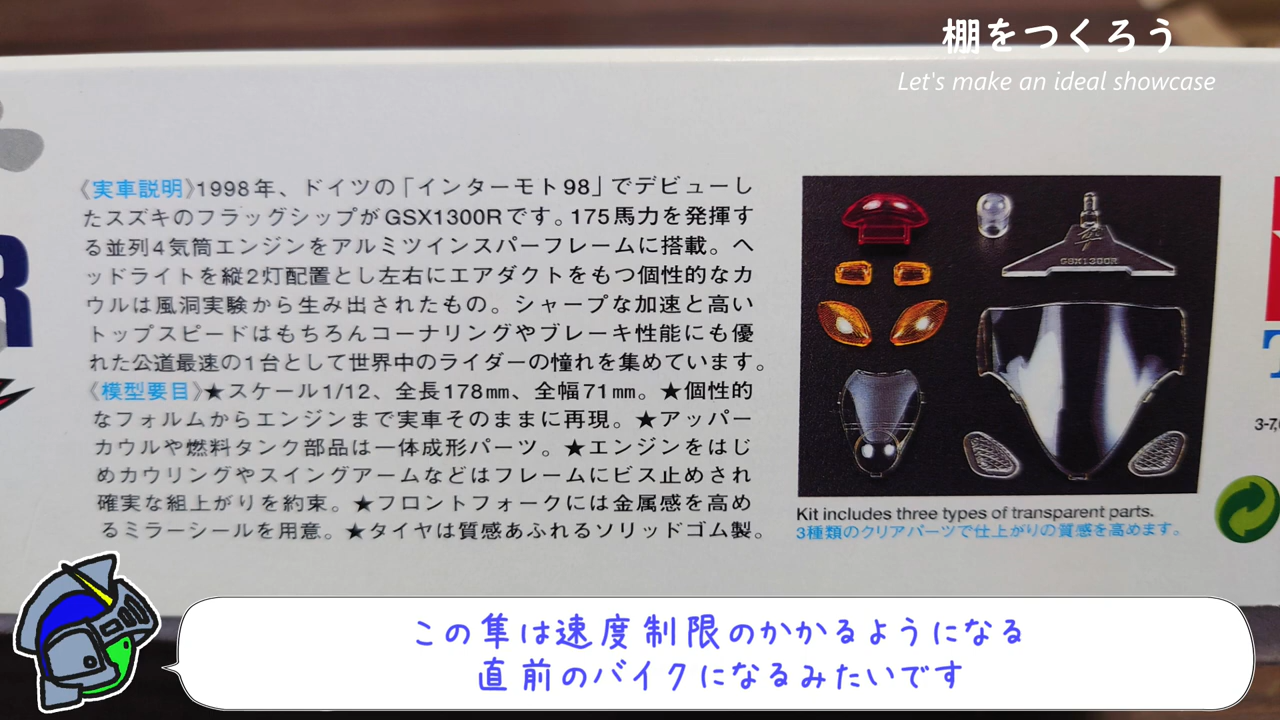 棚をつくろう
Let's make an ideal showcase
《実車説明》1998年、ドイツの「インターモト98」でデビューし
たスズキのフラッグシップがGSX1300Rです。175馬力を発揮す
る並列4気筒エンジンをアルミツインスパーフレームに搭載。ヘ
ッドライトを縦2灯配置とし左右にエアダクトをもつ個性的なカ
ウルは風洞実験から生み出されたもの。シャープな加速と高い
トップスピードはもちろんコーナリングやブレーキ性能にも優
れた公道最速の1台として世界中のライダーの憧れを集めています。
《模型要目》★スケール1/12、全長178㎜、全幅71㎜。★個性的
なフォルムからエンジンまで実車そのままに再現。★アッパー
カウルや燃料タンク部品は一体成形パーツ。★エンジンをはじ
めカウリングやスイングアームなどはフレームにビス止めされ
確実な組上がりを約束。★フロントフォークには金属感を高め
るミラーシールを用意。★タイヤは質感あふれるソリッドゴム製。
GSX1300R
Kit includes three types of transparent parts.
3種類のクリアパーツで仕上がりの質感を高めます。
R
3-7,
この隼は速度制限のかかるようになる
直前のバイクになるみたいです